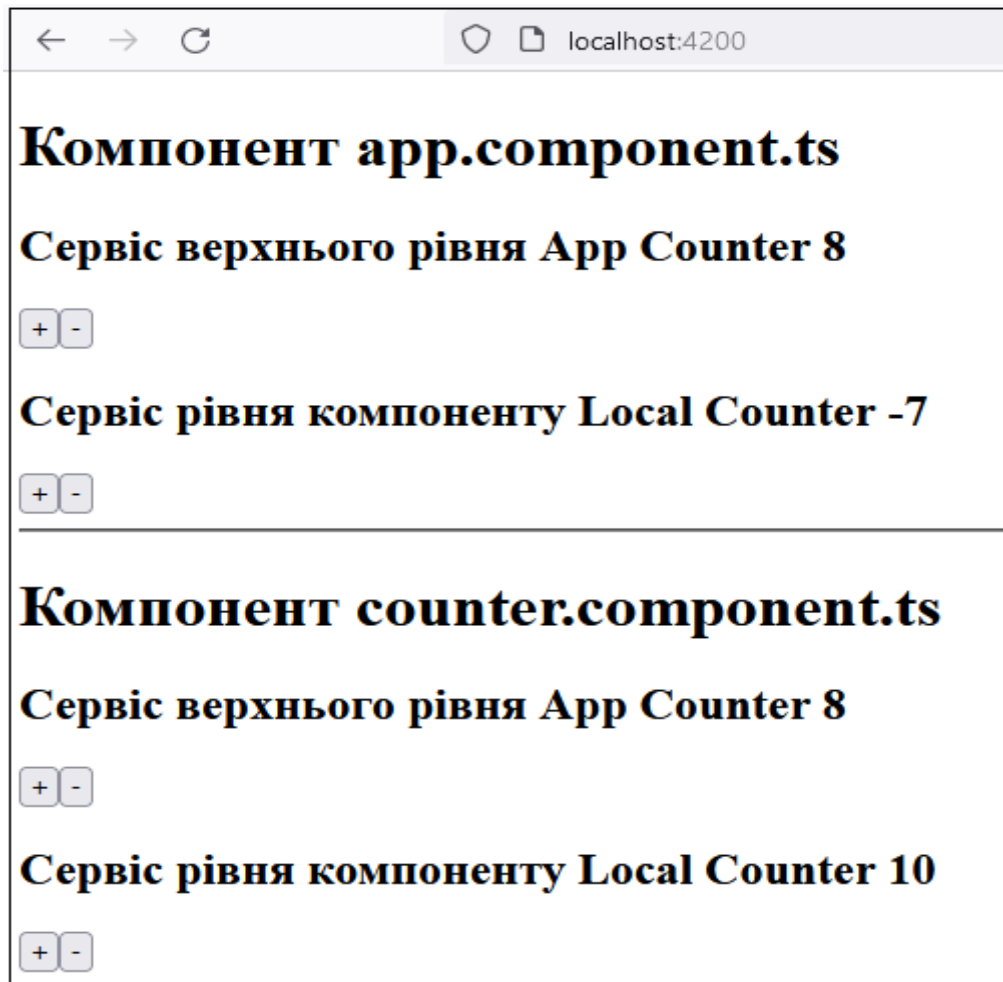 localhost:4200
Компонент app.component.ts
Сервіс верхнього рівня App Counter 8
+ -
Сервіс рівня компоненту Local Counter -7
+ -
Компонент counter.component.ts
Сервіс верхнього рівня App Counter 8
+ -
Сервіс рівня компоненту Local Counter 10
+ -